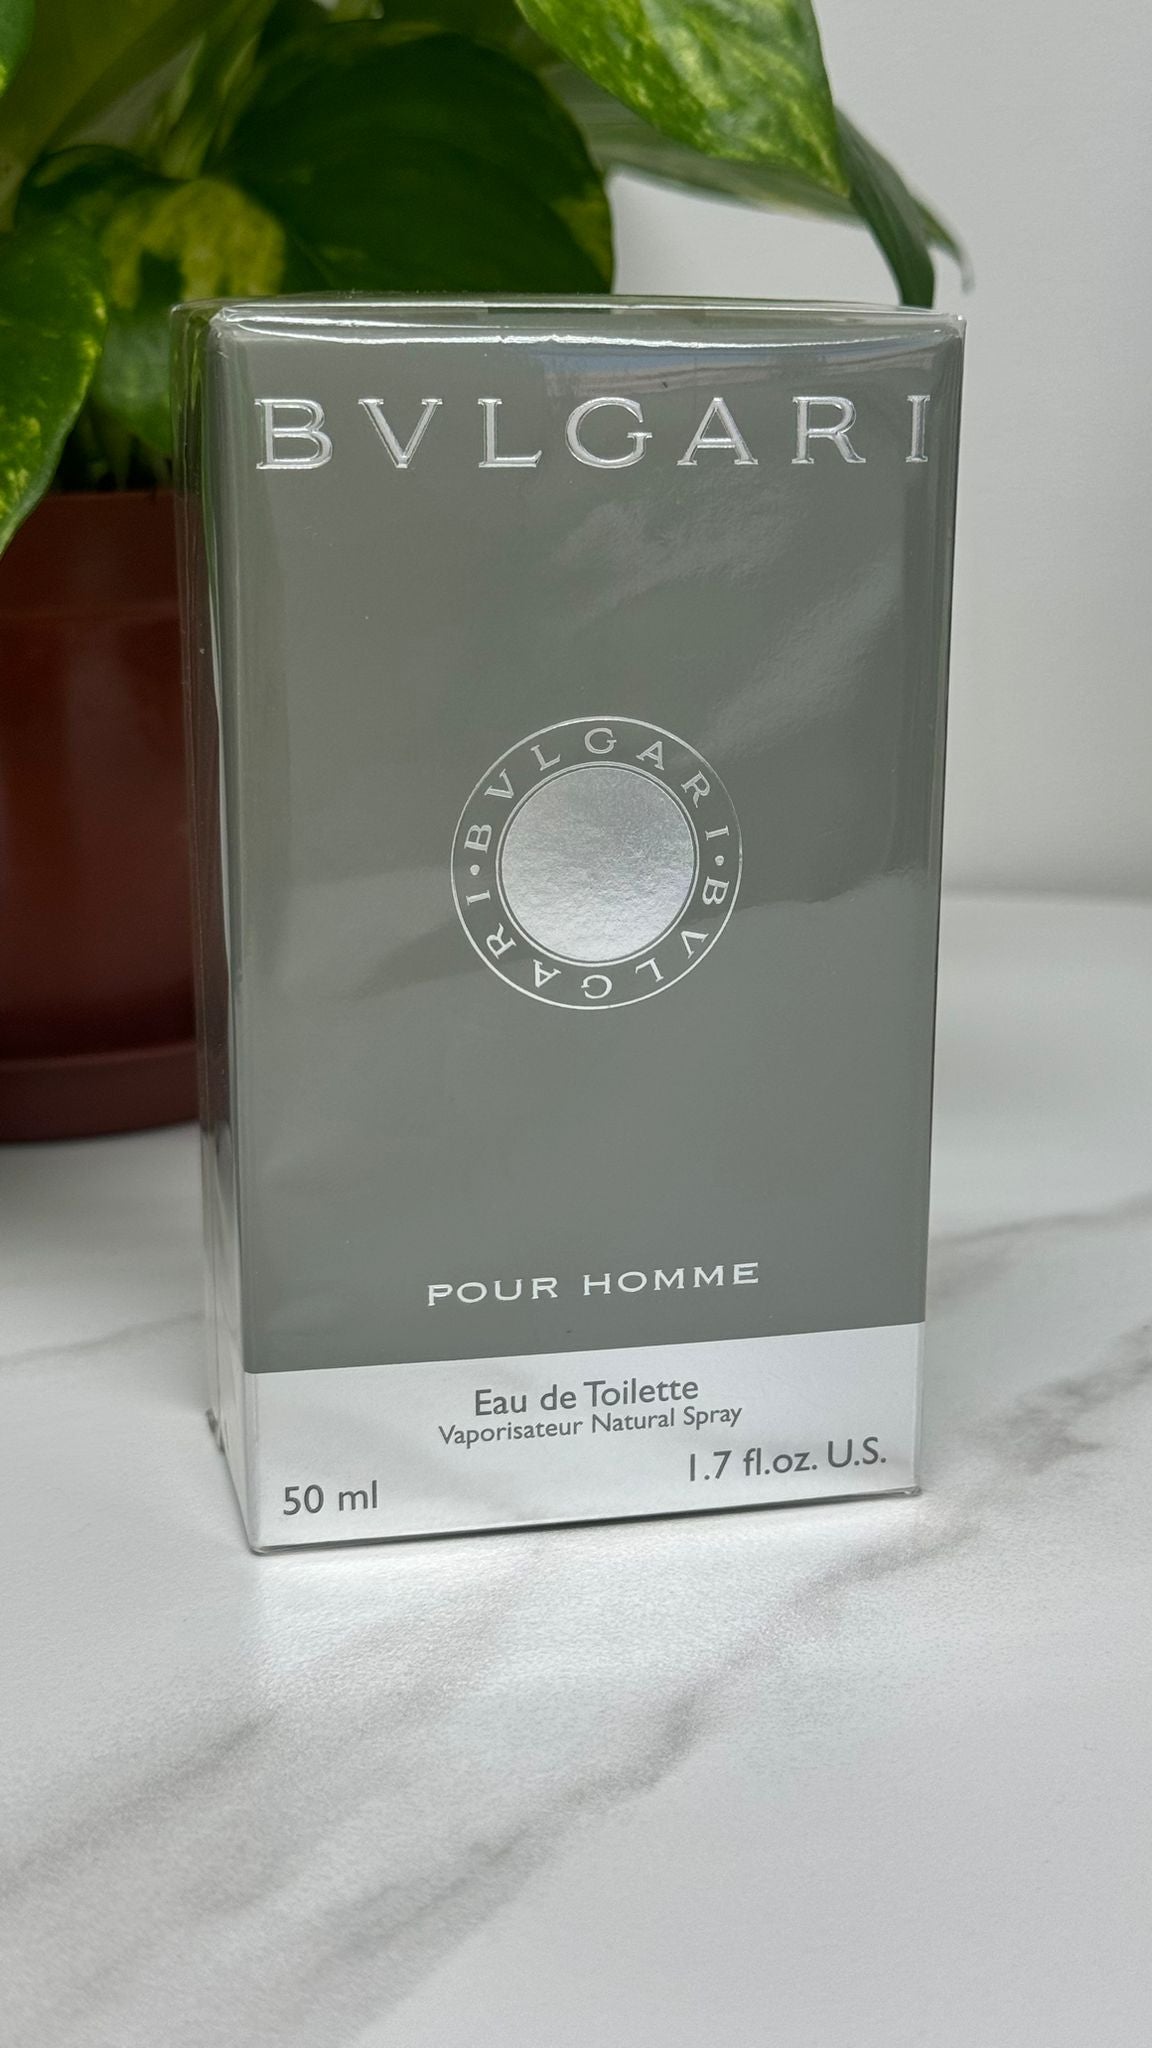 BVLGARI
BVLGARI • BVLGARI •
POUR HOMME
Eau de Toilette
Vaporisateur Natural Spray
50 ml 1.7 fl.oz. U.S.